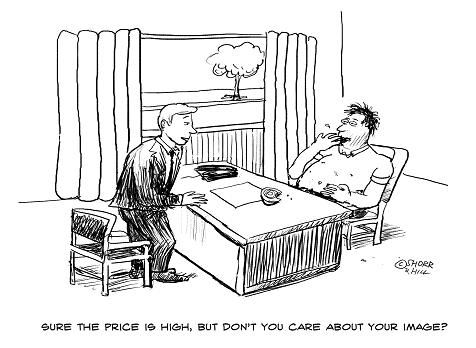 ©SHORR
& HILL
SURE THE PRICE IS HIGH, BUT DON'T YOU CARE ABOUT YOUR IMAGE?